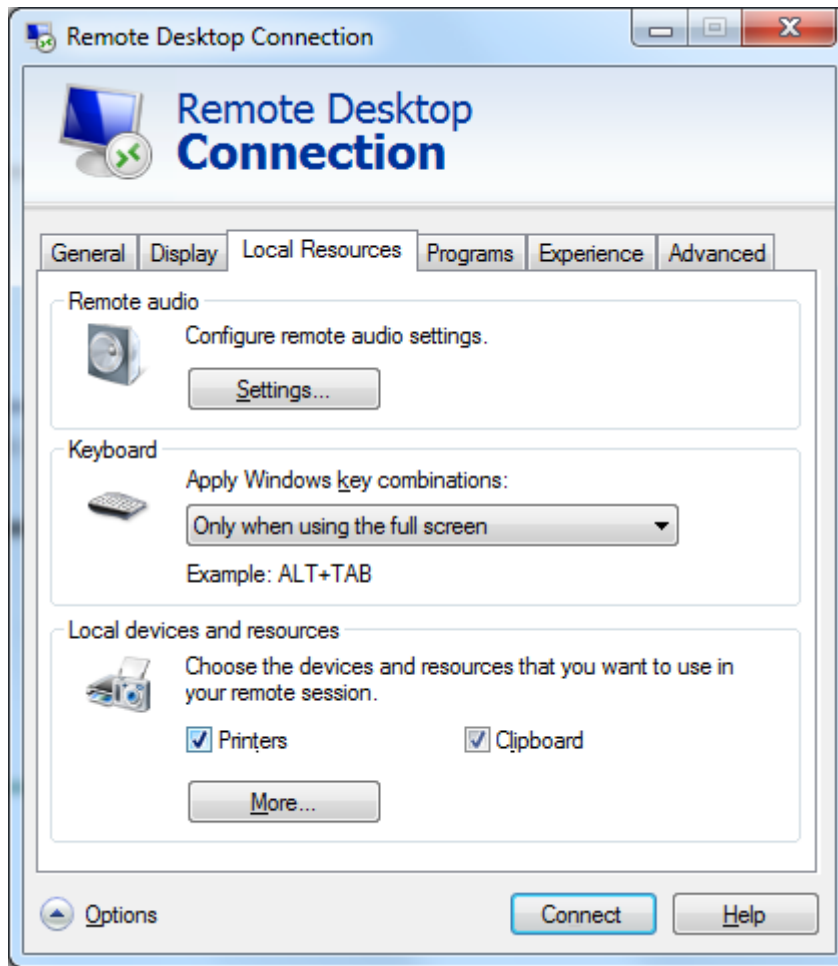 Remote Desktop Connection
Remote Desktop
Connection
General Display Local Resources Programs Experience Advanced
Remote audio
Configure remote audio settings.
Settings...
Keyboard
Apply Windows key combinations:
Only when using the full screen
Example: ALT+TAB
Local devices and resources
Choose the devices and resources that you want to use in
your remote session.
Printers Clipboard
More...
Options Connect Help